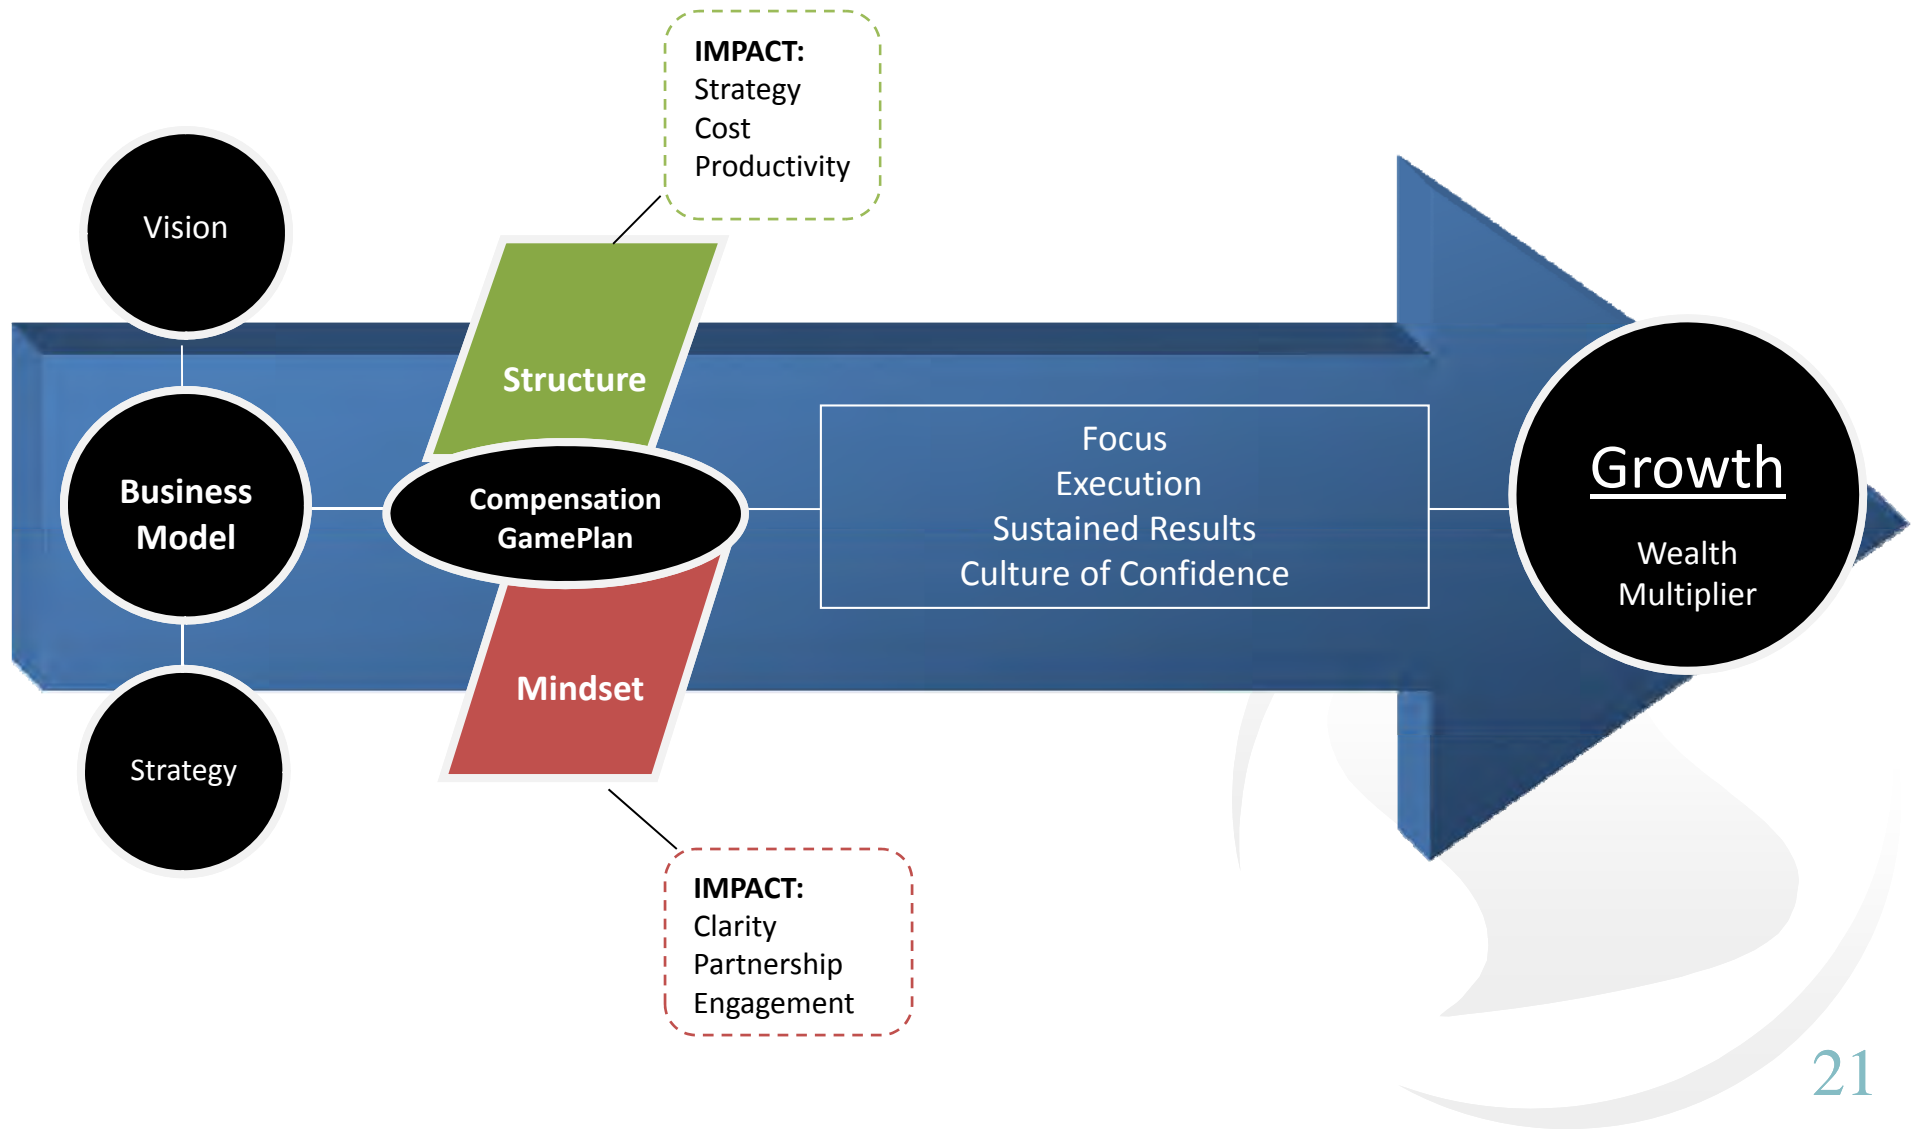 IMPACT:
Strategy
Cost
Productivity
Vision
Structure
Business
Model
Compensation
GamePlan
Focus
Execution
Sustained Results
Culture of Confidence
Growth
Wealth
Multiplier
Mindset
Strategy
IMPACT:
Clarity
Partnership
Engagement
21